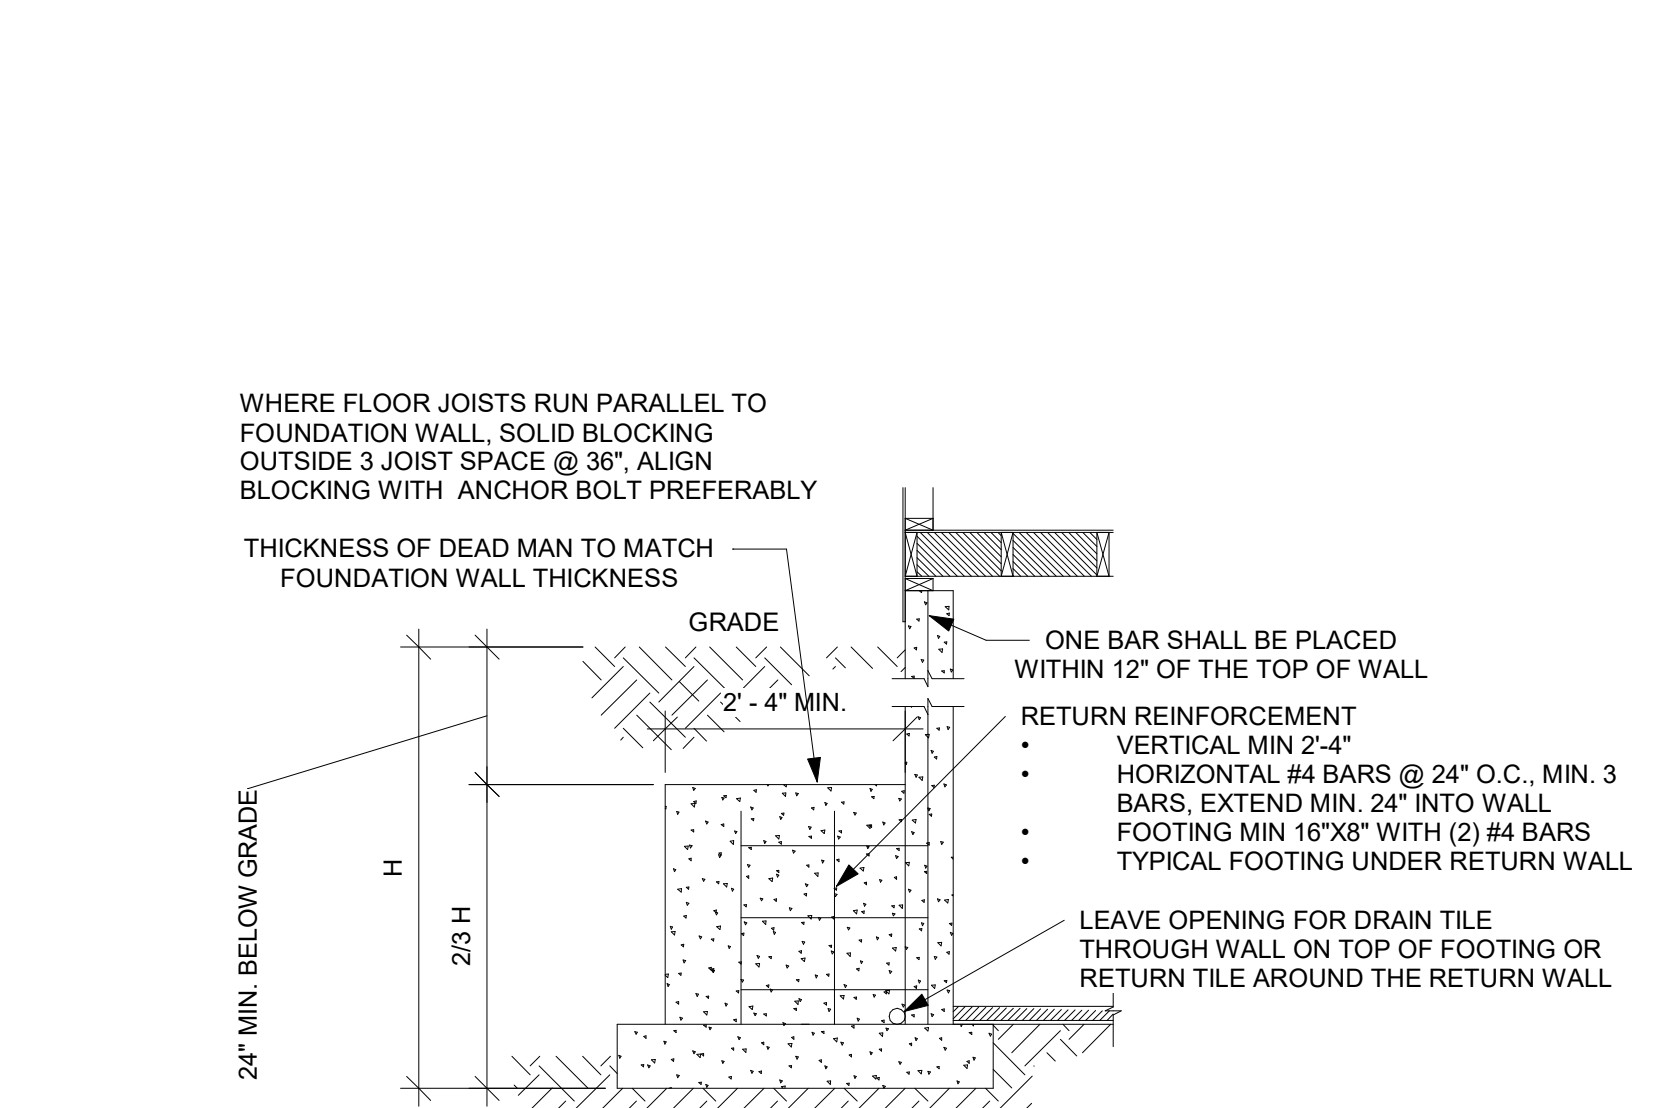 WHERE FLOOR JOISTS RUN PARALLEL TO
FOUNDATION WALL, SOLID BLOCKING
OUTSIDE 3 JOIST SPACE @ 36", ALIGN
BLOCKING WITH ANCHOR BOLT PREFERABLY
THICKNESS OF DEAD MAN TO MATCH
FOUNDATION WALL THICKNESS
GRADE
ONE BAR SHALL BE PLACED
WITHIN 12" OF THE TOP OF WALL
2' - 4" MIN.
RETURN REINFORCEMENT
• VERTICAL MIN 2'-4"
• HORIZONTAL #4 BARS @ 24" O.C., MIN. 3
BARS, EXTEND MIN. 24" INTO WALL
• FOOTING MIN 16"X8" WITH (2) #4 BARS
• TYPICAL FOOTING UNDER RETURN WALL
24" MIN. BELOW GRADE
H
2/3 H
LEAVE OPENING FOR DRAIN TILE
THROUGH WALL ON TOP OF FOOTING OR
RETURN TILE AROUND THE RETURN WALL